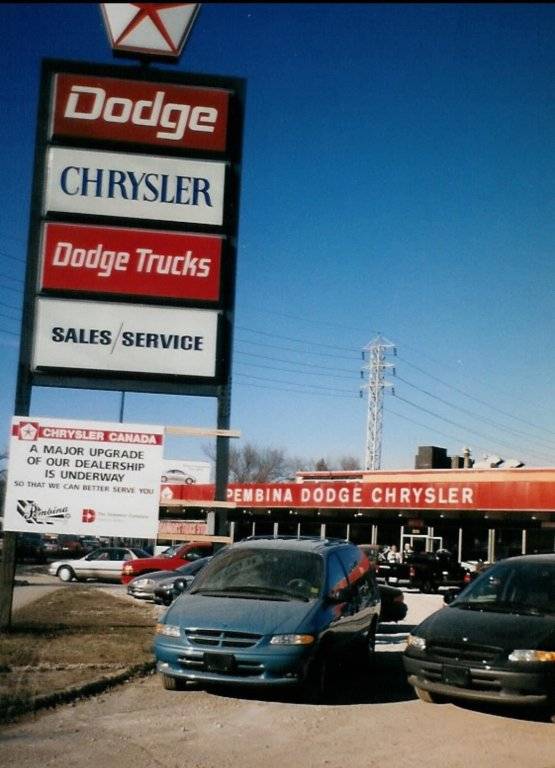 Dodge
CHRYSLER
Dodge Trucks
SALES/SERVICE
CHRYSLER CANADA
A MAJOR UPGRADE
OF OUR DEALERSHIP
IS UNDERWAY
SO THAT WE CAN BETTER SERVE YOU
Pembina
PEMBINA DODGE CHRYSLER